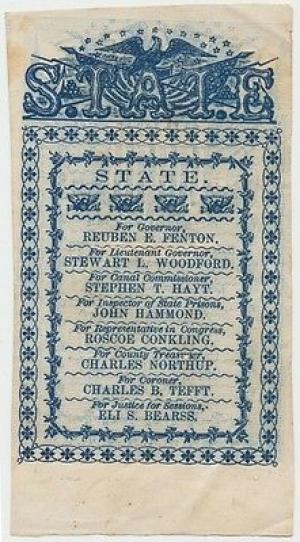 STATE
STATE.
For Governor,
REUBEN E. FENTON.
For Lieutenant Governor,
STEWART L. WOODFORD.
For Canal Commissioner,
STEPHEN T. HAYT.
For Inspector of State Prisons,
JOHN HAMMOND.
For Representative in Congress,
ROSCOE CONKLING.
For County Treasurer,
CHARLES NORTHUP.
For Coroner,
CHARLES B. TEFFT.
For Justice for Sessions,
ELI S. BEARSS.